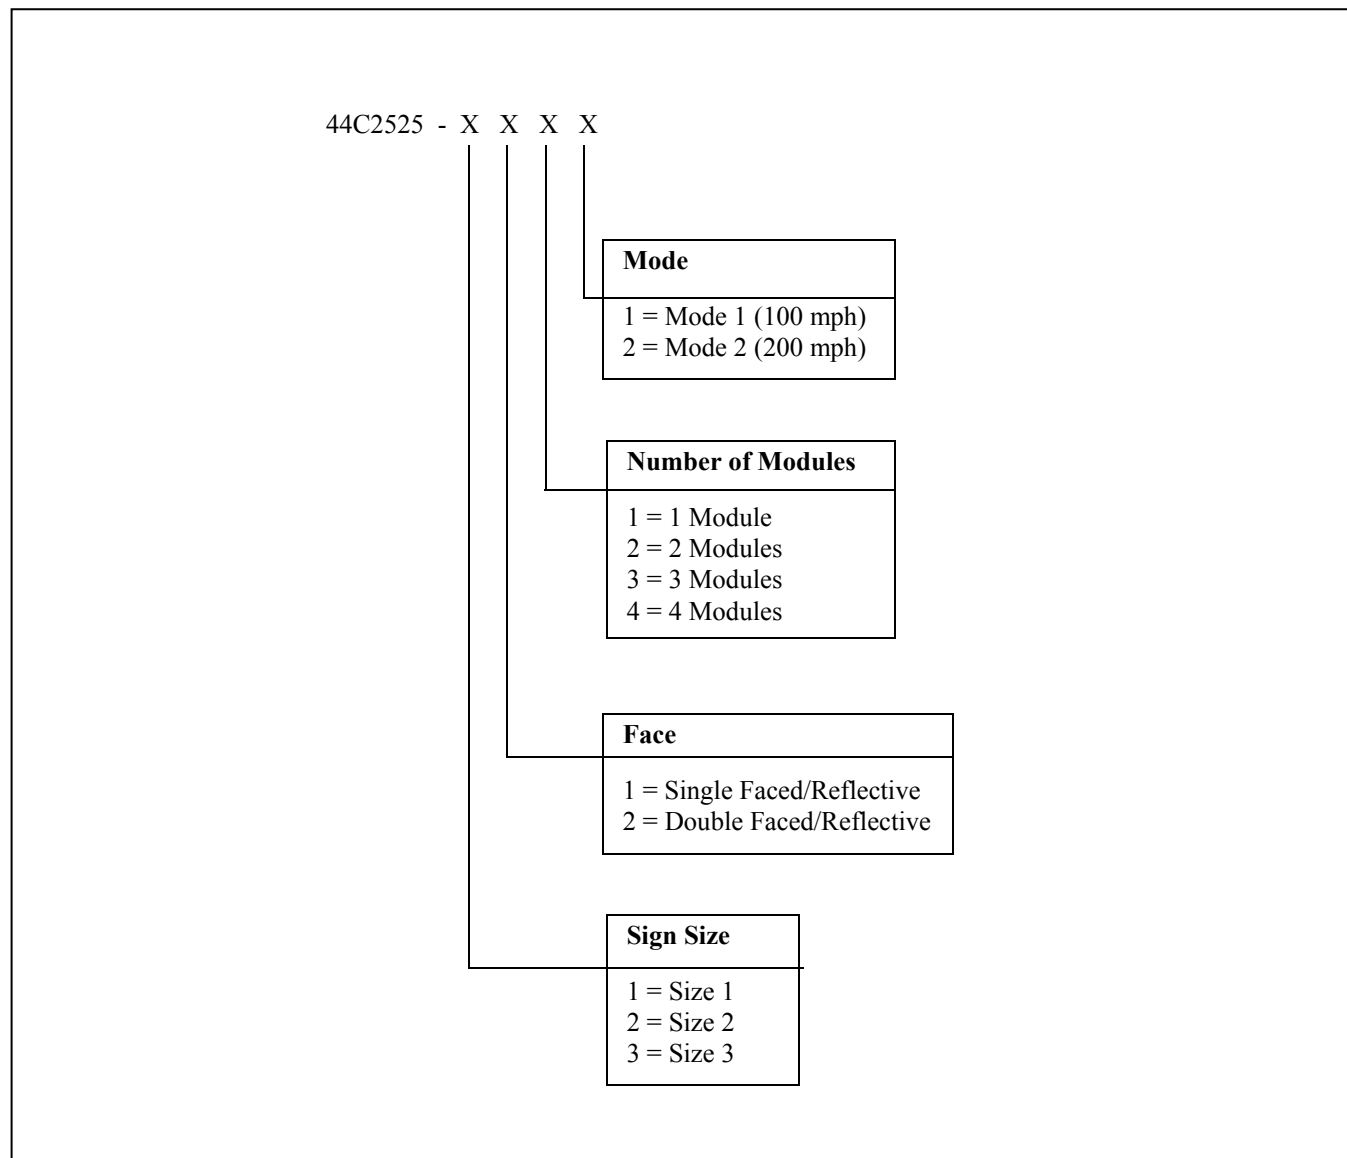 44C2525 - X X X X
Mode
1 = Mode 1 (100 mph)
2 = Mode 2 (200 mph)
Number of Modules
1 = 1 Module
2 = 2 Modules
3 = 3 Modules
4 = 4 Modules
Face
1 = Single Faced/Reflective
2 = Double Faced/Reflective
Sign Size
1 = Size 1
2 = Size 2
3 = Size 3